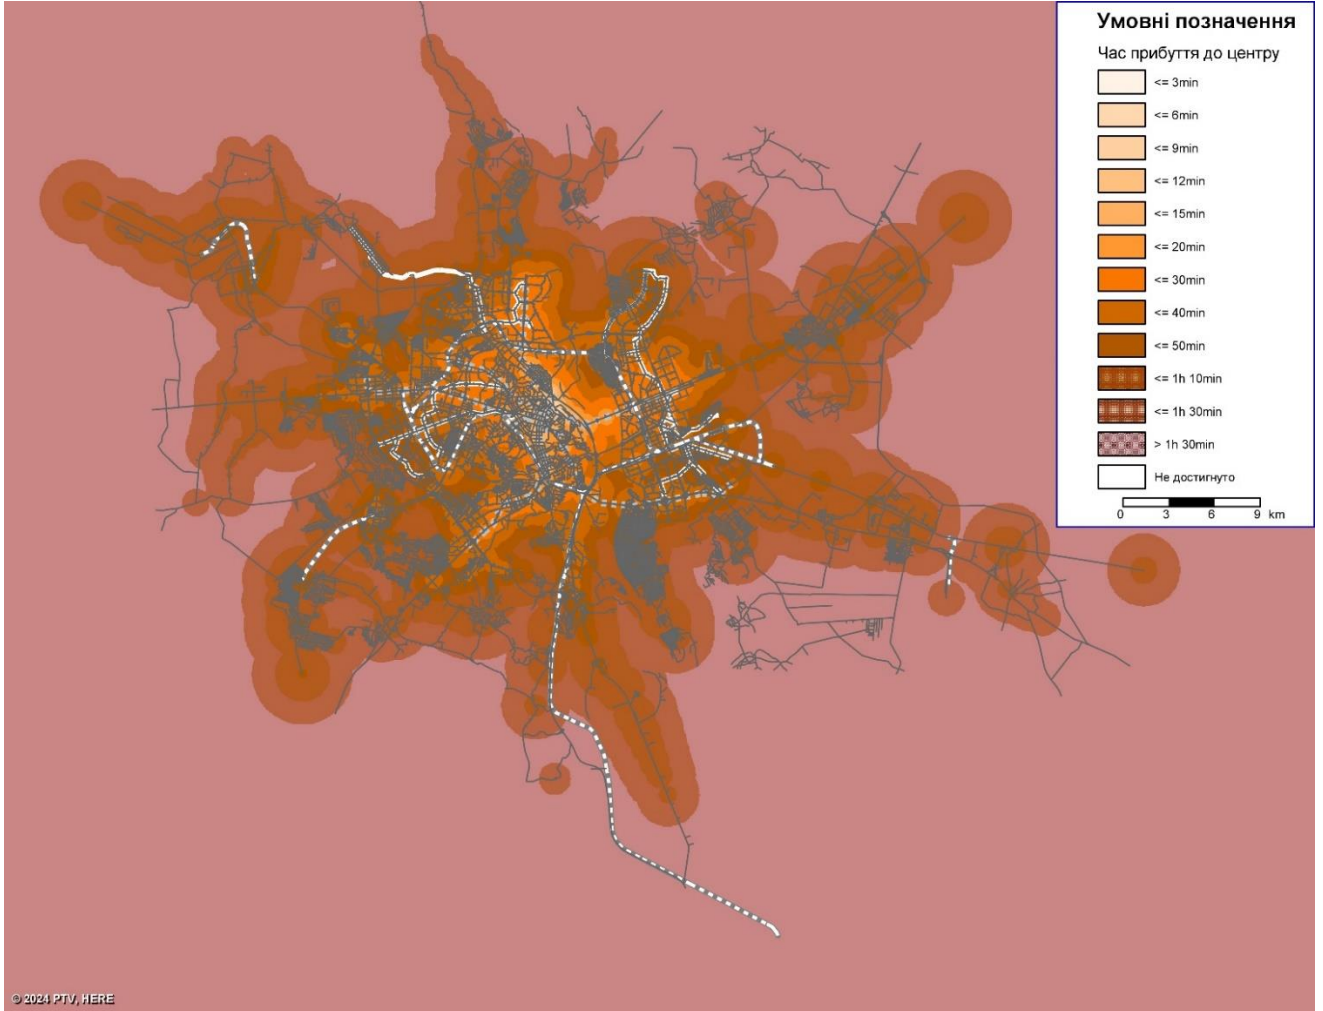 Умовні позначення
Час прибуття до центру
<= 3min
<= 6min
<= 9min
<= 12min
<= 15min
<= 20min
<= 30min
<= 40min
<= 50min
<= 1h 10min
<= 1h 30min
> 1h 30min
Не достигнуто
0 3 6 9 km
© 2024 PTV, HERE